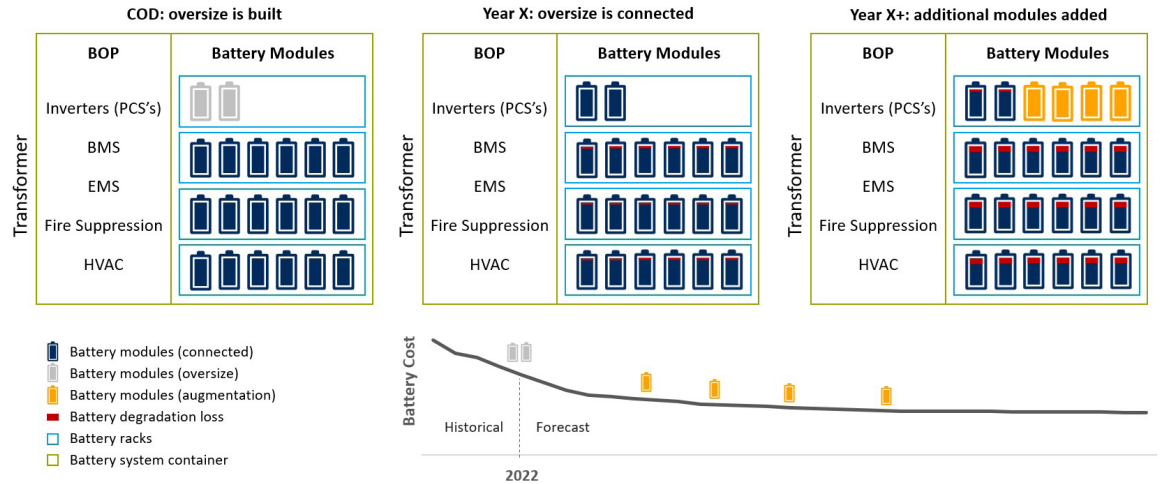 COD: oversize is built
Transformer
BOP
Battery Modules
Inverters (PCS's)
BMS
EMS
Fire Suppression
HVAC
Year X: oversize is connected
Transformer
BOP
Battery Modules
Inverters (PCS's)
BMS
EMS
Fire Suppression
HVAC
Year X+: additional modules added
Transformer
BOP
Battery Modules
Inverters (PCS's)
BMS
EMS
Fire Suppression
HVAC
Battery modules (connected)
Battery modules (oversize)
Battery modules (augmentation)
Battery degradation loss
Battery racks
Battery system container
Battery Cost
Historical
Forecast
2022